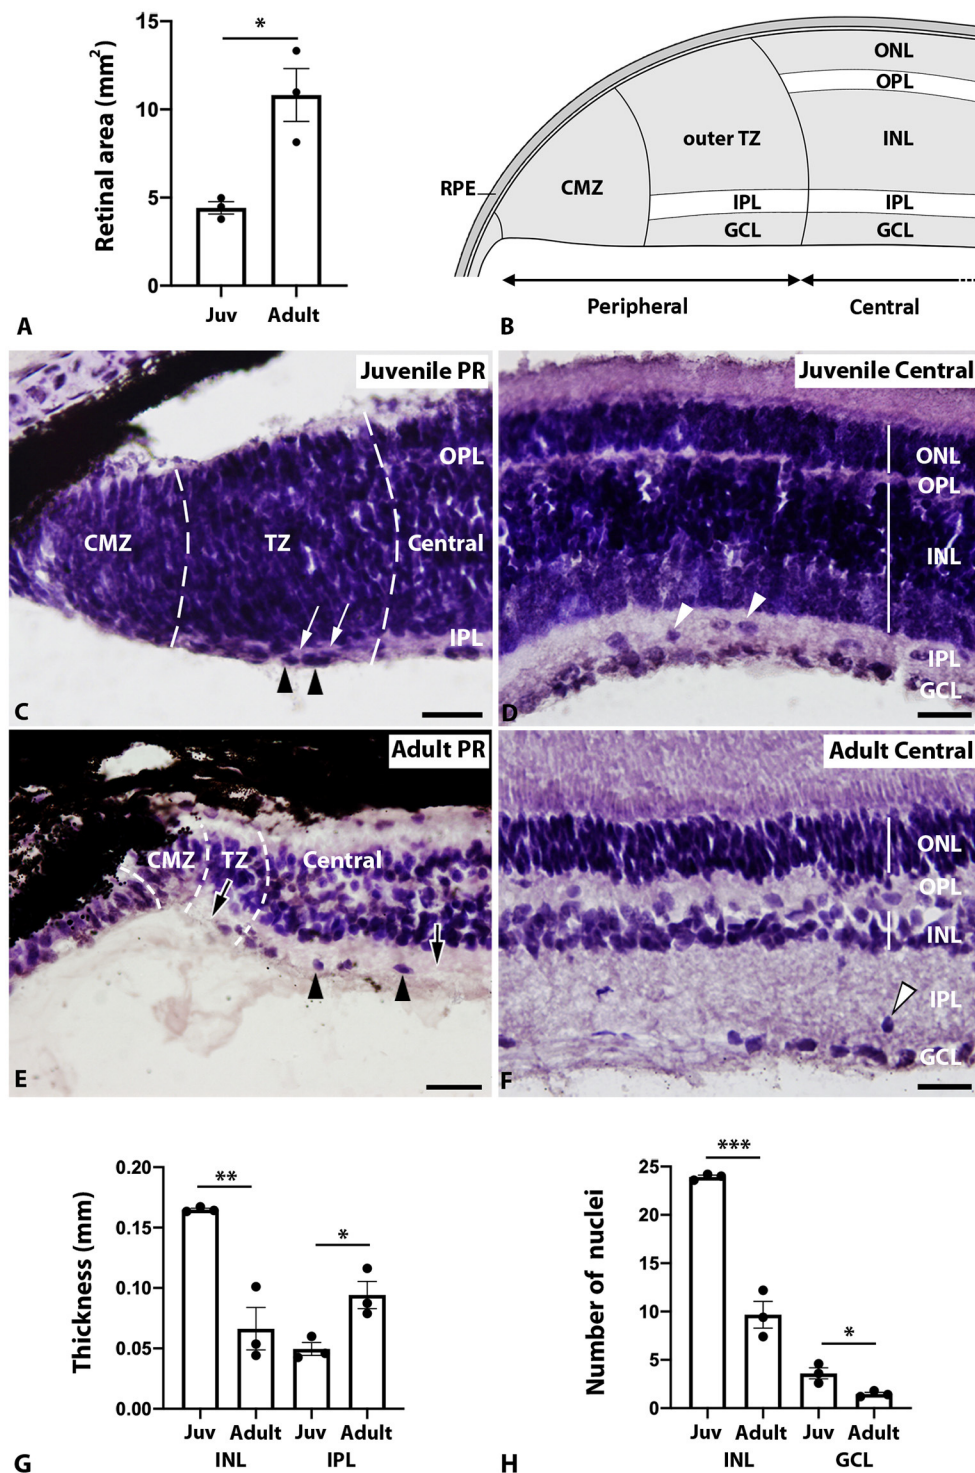 15
*
Retinal area (mm²)
10
5
0
Juv
Adult
A
ONL
OPL
outer TZ
INL
RPE
CMZ
IPL
IPL
GCL
GCL
Peripheral
Central
B
Juvenile PR
OPL
CMZ
TZ
Central
IPL
C
Juvenile Central
ONL
OPL
INL
IPL
GCL
D
Adult PR
CMZ
TZ
Central
E
Adult Central
ONL
OPL
INL
IPL
GCL
F
0.20
**
0.15
*
Thickness (mm)
0.10
0.05
0.00
Juv
Adult
Juv
Adult
INL
IPL
G
***
25
20
Number of nuclei
15
10
*
5
0
Juv
Adult
Juv
Adult
INL
GCL
H